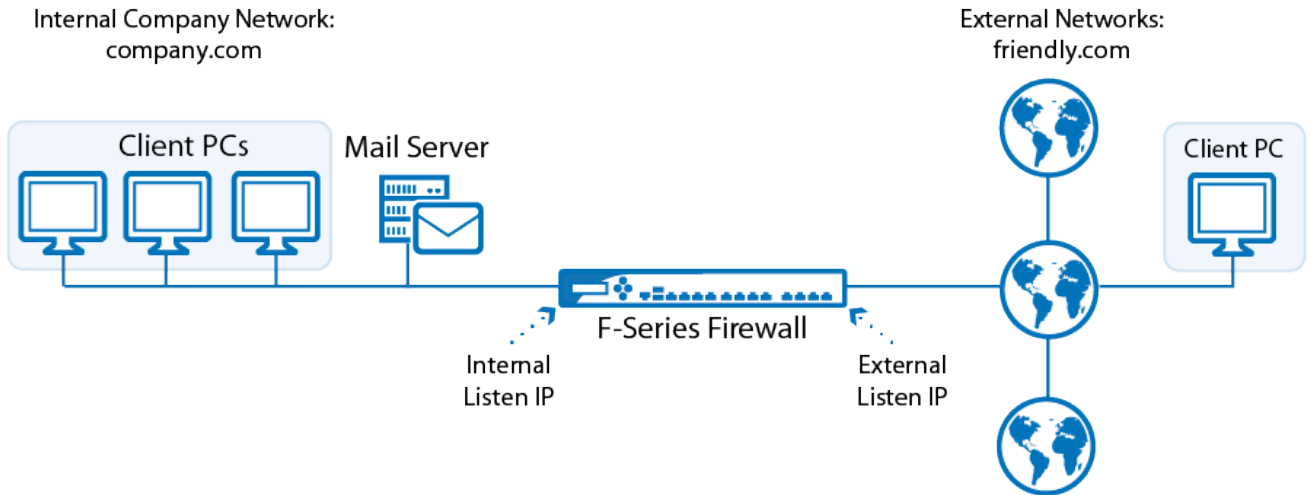 Internal Company Network:
company.com
External Networks:
friendly.com
Client PCs
Mail Server
Client PC
F-Series Firewall
Internal
Listen IP
External
Listen IP